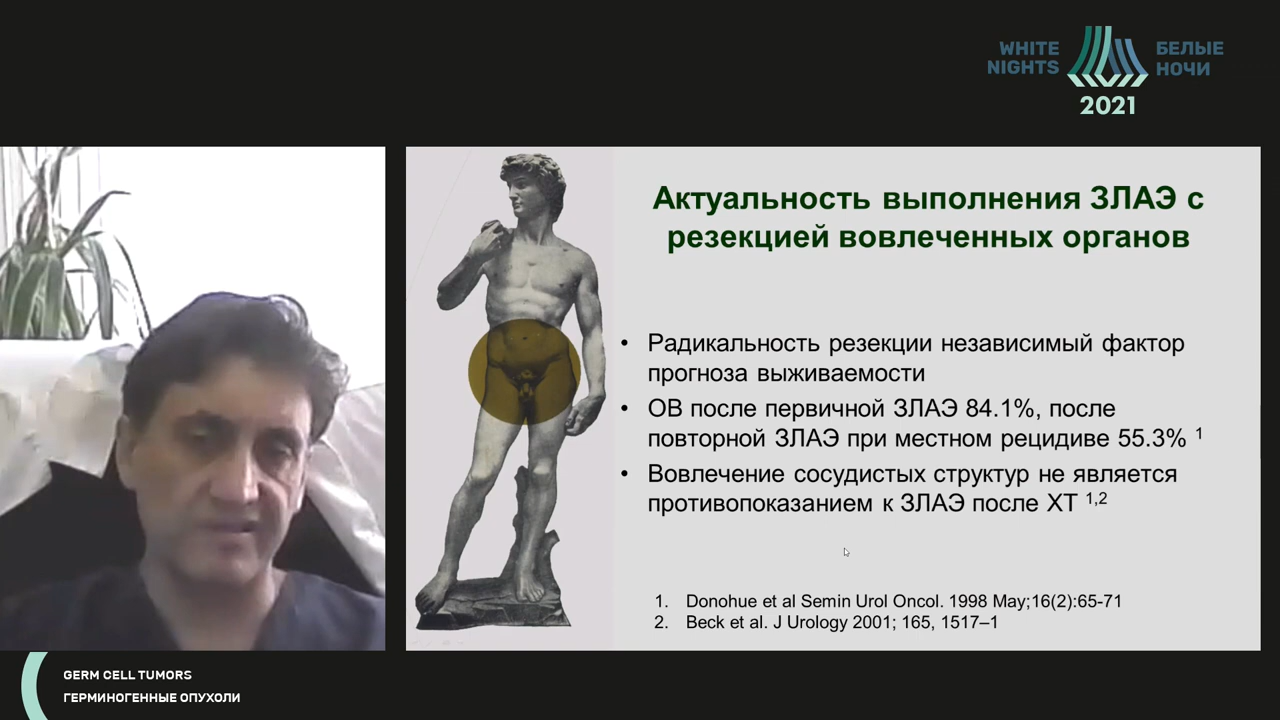 WHITE
NIGHTS
БЕЛЫЕ
НОЧИ
2021
Актуальность выполнения ЗЛАЭ с
резекцией вовлеченных органов
• Радикальность резекции независимый фактор
прогноза выживаемости
• ОВ после первичной ЗЛАЭ 84.1%, после
повторной ЗЛАЭ при местном рецидиве 55.3% 1
• Вовлечение сосудистых структур не является
противопоказанием к ЗЛАЭ после ХТ 1,2
1. Donohue et al Semin Urol Oncol. 1998 May;16(2):65-71
2. Beck et al. J Urology 2001; 165, 1517–1
GERM CELL TUMORS
ГЕРМИНОГЕННЫЕ ОПУХОЛИ